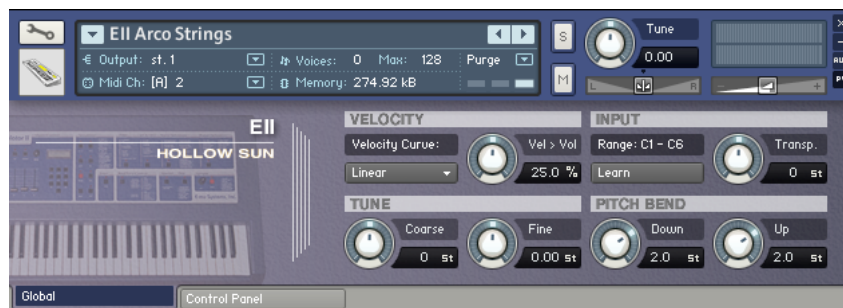 EII Arco Strings
Output: st.1 Voices: 0 Max: 128 Purge
Midi Ch: [A] 2 Memory: 274.92 kB
S
M
Tune
0.00
L R
- +
EII
HOLLOW SUN
VELOCITY
Velocity Curve: Vel > Vol
Linear 25.0 %
INPUT
Range: C1 - C6 Transp.
Learn 0 st
TUNE
Coarse Fine
0 st 0.00 st
PITCH BEND
Down Up
2.0 st 2.0 st
Global Control Panel